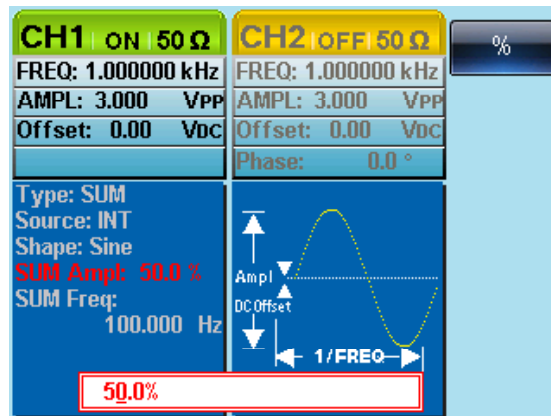 CH1 ON 50 Ω
CH2 OFF 50 Ω
%
FREQ: 1.000000 kHz
FREQ: 1.000000 kHz
AMPL: 3.000 VPP
AMPL: 3.000 VPP
Offset: 0.00 VDC
Offset: 0.00 VDC
Phase: 0.0 °
Type: SUM
Source: INT
Shape: Sine
SUM Ampl: 50.0 %
SUM Freq:
100.000 Hz
Ampl
DC Offset
1/FREQ
50.0%